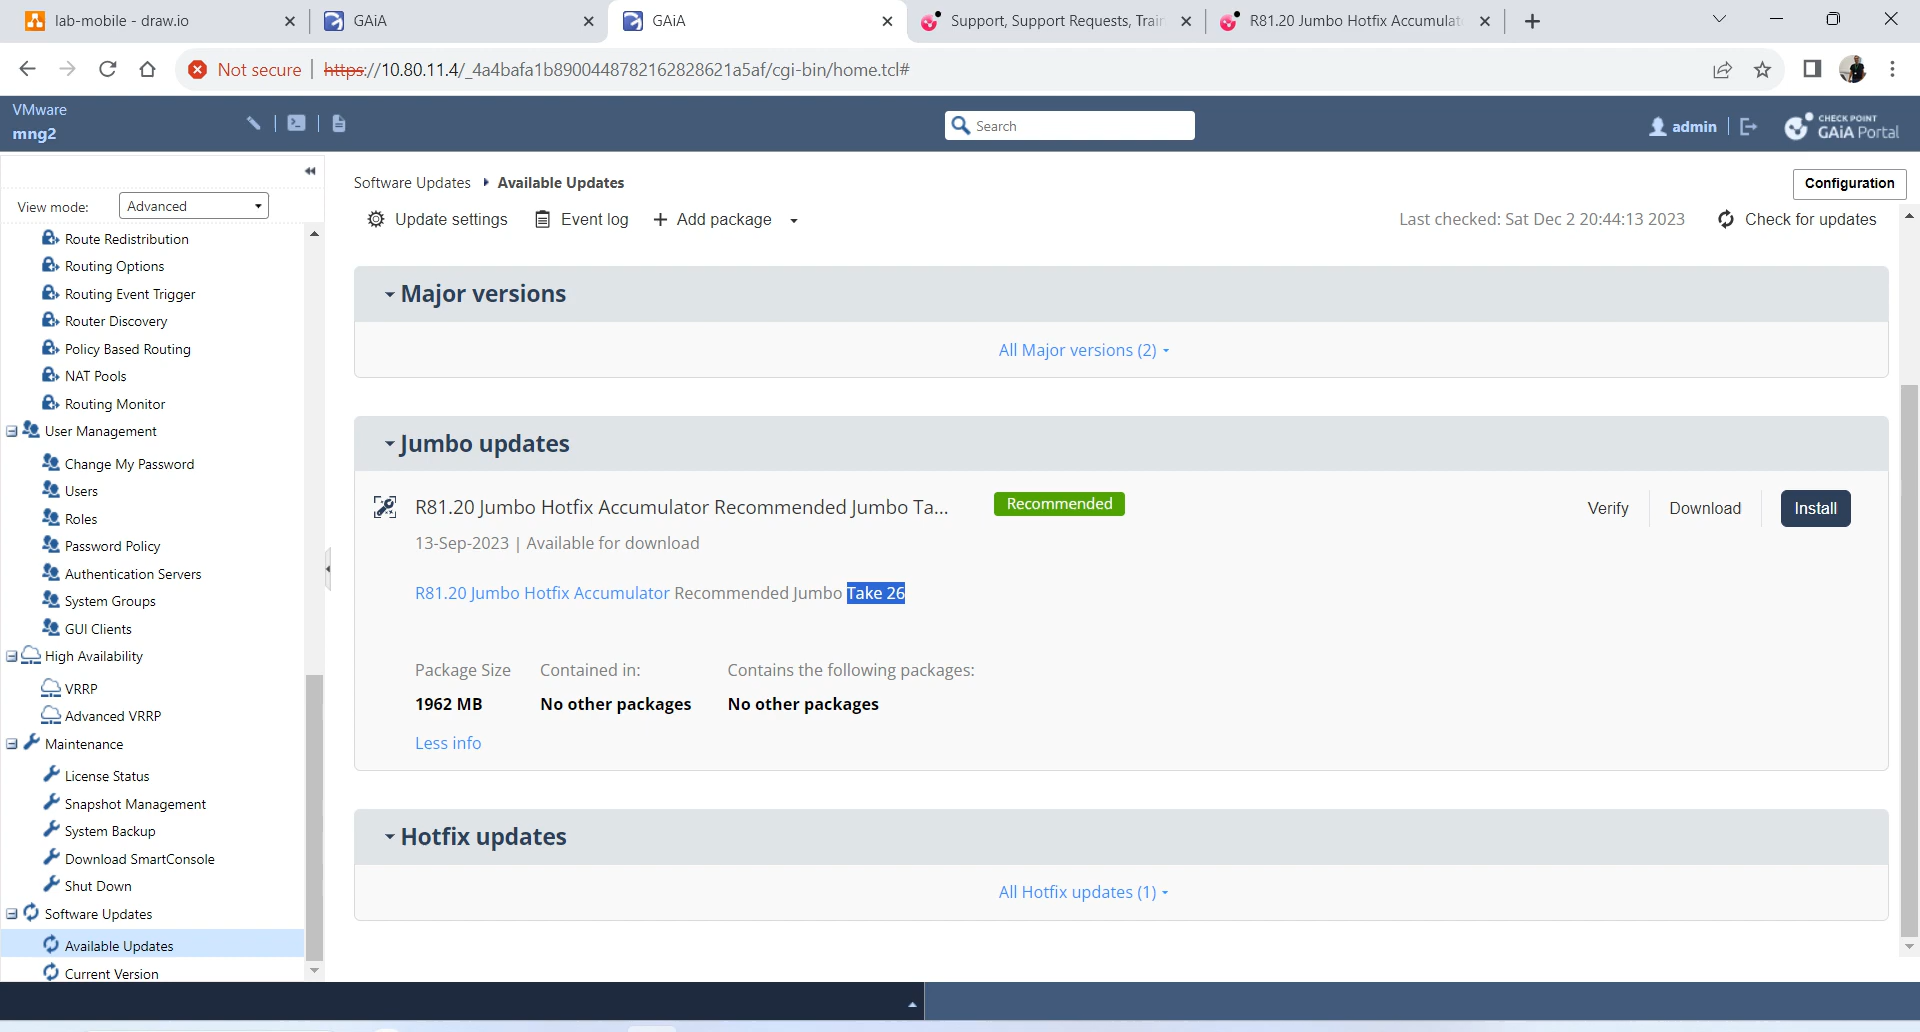 lab-mobile - draw.io
GAiA
GAiA
Support, Support Requests, Train
R81.20 Jumbo Hotfix Accumulat
Not secure | https://10.80.11.4/_4a4bafa1b8900448782162828621a5af/cgi-bin/home.tcl#
VMware
mng2
Search
admin
CHECK POINT
GAiA Portal
View mode: Advanced
Route Redistribution
Routing Options
Routing Event Trigger
Router Discovery
Policy Based Routing
NAT Pools
Routing Monitor
User Management
Change My Password
Users
Roles
Password Policy
Authentication Servers
System Groups
GUI Clients
High Availability
VRRP
Advanced VRRP
Maintenance
License Status
Snapshot Management
System Backup
Download SmartConsole
Shut Down
Software Updates
Available Updates
Current Version
Software Updates Available Updates
Configuration
Update settings Event log Add package
Last checked: Sat Dec 2 20:44:13 2023 Check for updates
Major versions
All Major versions (2)
Jumbo updates
R81.20 Jumbo Hotfix Accumulator Recommended Jumbo Ta...
Recommended
Verify Download Install
13-Sep-2023 | Available for download
R81.20 Jumbo Hotfix Accumulator Recommended Jumbo Take 26
Package Size Contained in: Contains the following packages:
1962 MB No other packages No other packages
Less info
Hotfix updates
All Hotfix updates (1)